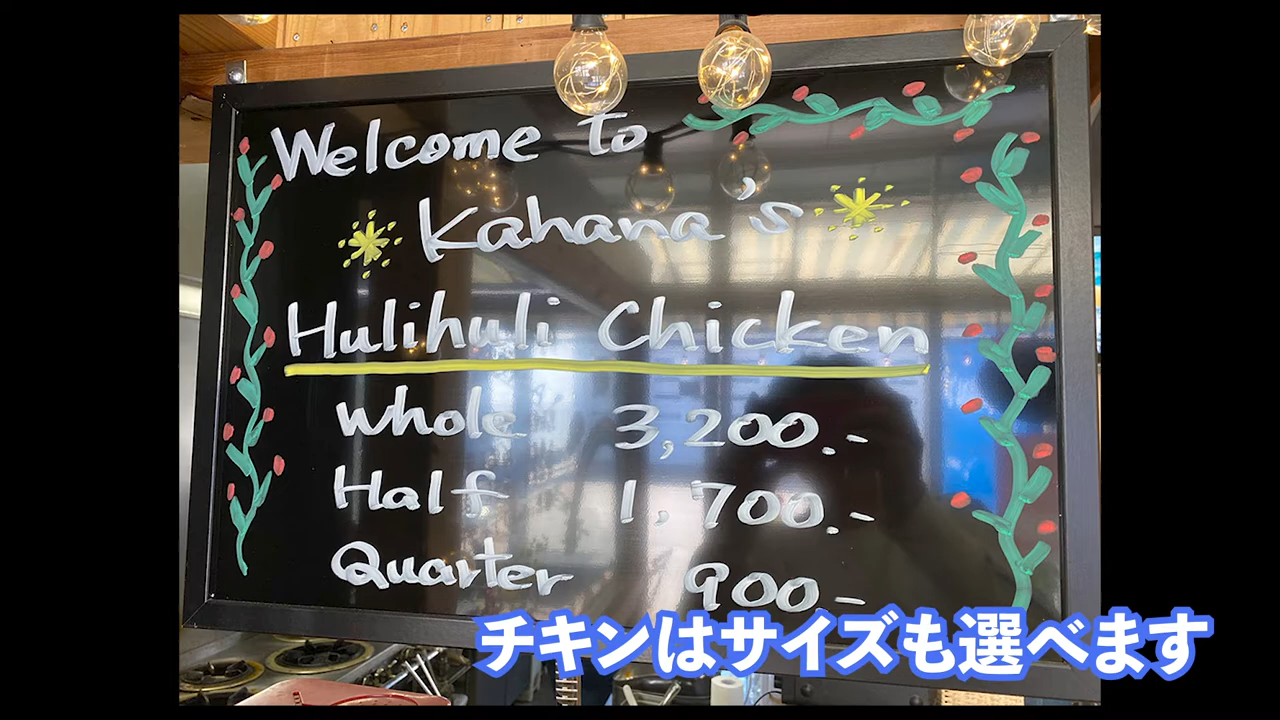 Welcome To
Kahana's
Hulihuli Chicken
Whole 3,200.-
Half 1,700.-
Quarter 900.-
チキンはサイズも選べます